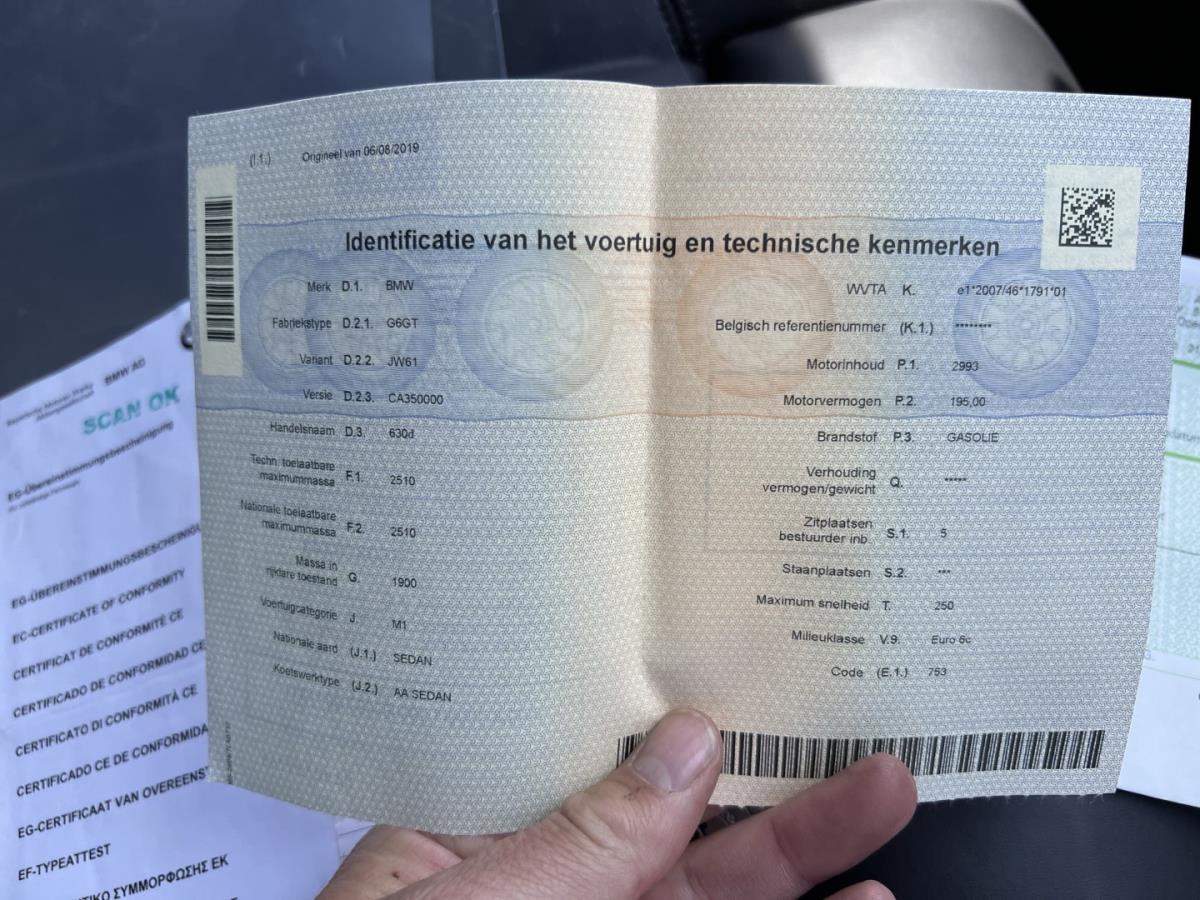 (I.1.) Origineel van 06/08/2019
Identificatie van het voertuig en technische kenmerken
Merk D.1. BMW
Fabriekstype D.2.1. G6GT
Variant D.2.2. JW61
Versie D.2.3. CA350000
Handelsnaam D.3. 630d
Techn. toelaatbare
maximummassa F.1. 2510
Nationale toelaatbare
maximummassa F.2. 2510
Massa in
rijklare toestand G. 1900
Voertuigcategorie J. M1
Nationale aard (J.1.) SEDAN
Koetswerktype (J.2.) AA SEDAN
WVTA K. e1*2007/46*1791*01
Belgisch referentienummer (K.1.) ********
Motorinhoud P.1. 2993
Motorvermogen P.2. 195,00
Brandstof P.3. GASOLIE
Verhouding
vermogen/gewicht Q. *****
Zitplaatsen
bestuurder inb. S.1. 5
Staanplaatsen S.2. ***
Maximum snelheid T. 250
Milieuklasse V.9. Euro 6c
Code (E.1.) 753
BMW AG
SCAN OK
EG-Übereinstimmungsbescheinigung
EG-ÜBEREINSTIMMUNGSBESCHEINIGU
EC-CERTIFICATE OF CONFORMITY
CERTIFICAT DE CONFORMITÉ CE
CERTIFICADO DE CONFORMIDAD CE
CERTIFICATO DI CONFORMITÀ CE
CERTIFICADO CE DE CONFORMIDA
EG-CERTIFICAAT VAN OVEREENST
EF-TYPEATTEST
ΤΙΚΟ ΣΥΜΜΟΡΦΩΣΗΣ ΕΚ